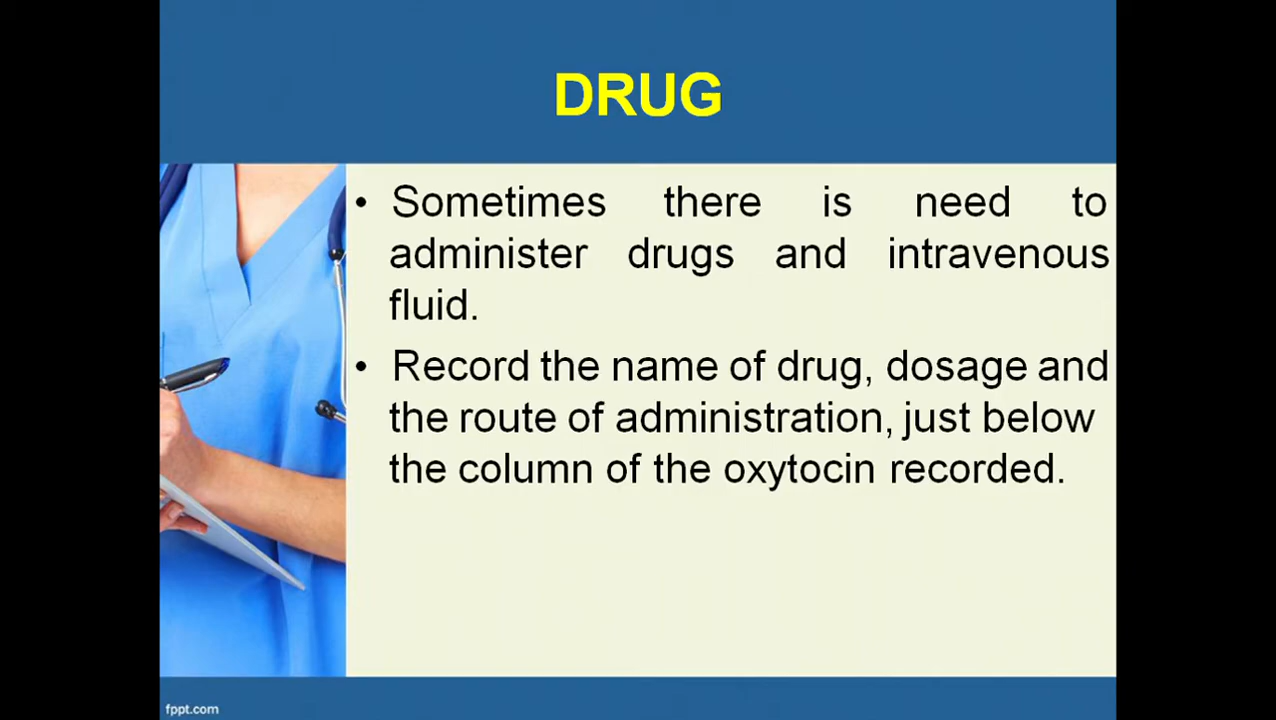 DRUG
• Sometimes there is need to
administer drugs and intravenous
fluid.
• Record the name of drug, dosage and
the route of administration, just below
the column of the oxytocin recorded.
fppt.com